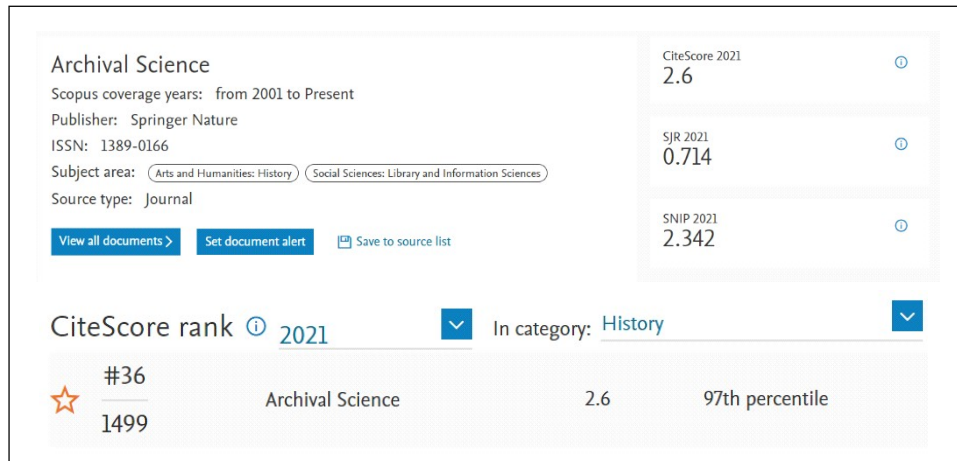 Archival Science
Scopus coverage years: from 2001 to Present
Publisher: Springer Nature
ISSN: 1389-0166
Subject area: Arts and Humanities: History Social Sciences: Library and Information Sciences
Source type: Journal
View all documents > Set document alert Save to source list
CiteScore 2021
2.6
SJR 2021
0.714
SNIP 2021
2.342
CiteScore rank 2021 In category: History
#36
1499
Archival Science 2.6 97th percentile